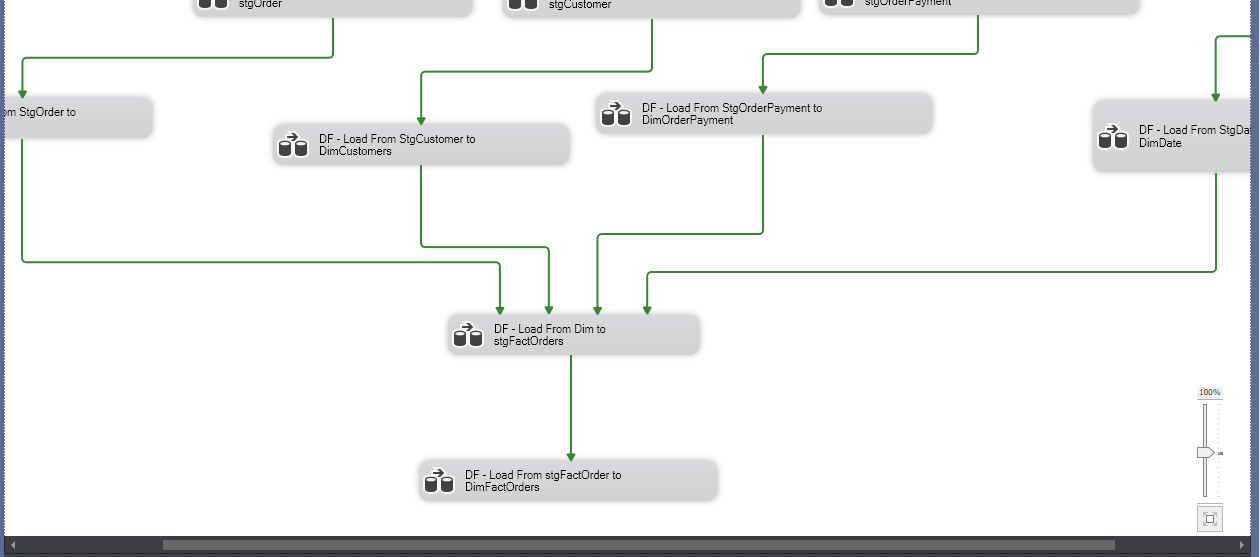 stgOrder
stgCustomer
stgOrderPayment
om StgOrder to
DF - Load From StgCustomer to
DimCustomers
DF - Load From StgOrderPayment to
DimOrderPayment
DF - Load From StgDa
DimDate
DF - Load From Dim to
stgFactOrders
DF - Load From stgFactOrder to
DimFactOrders
100%